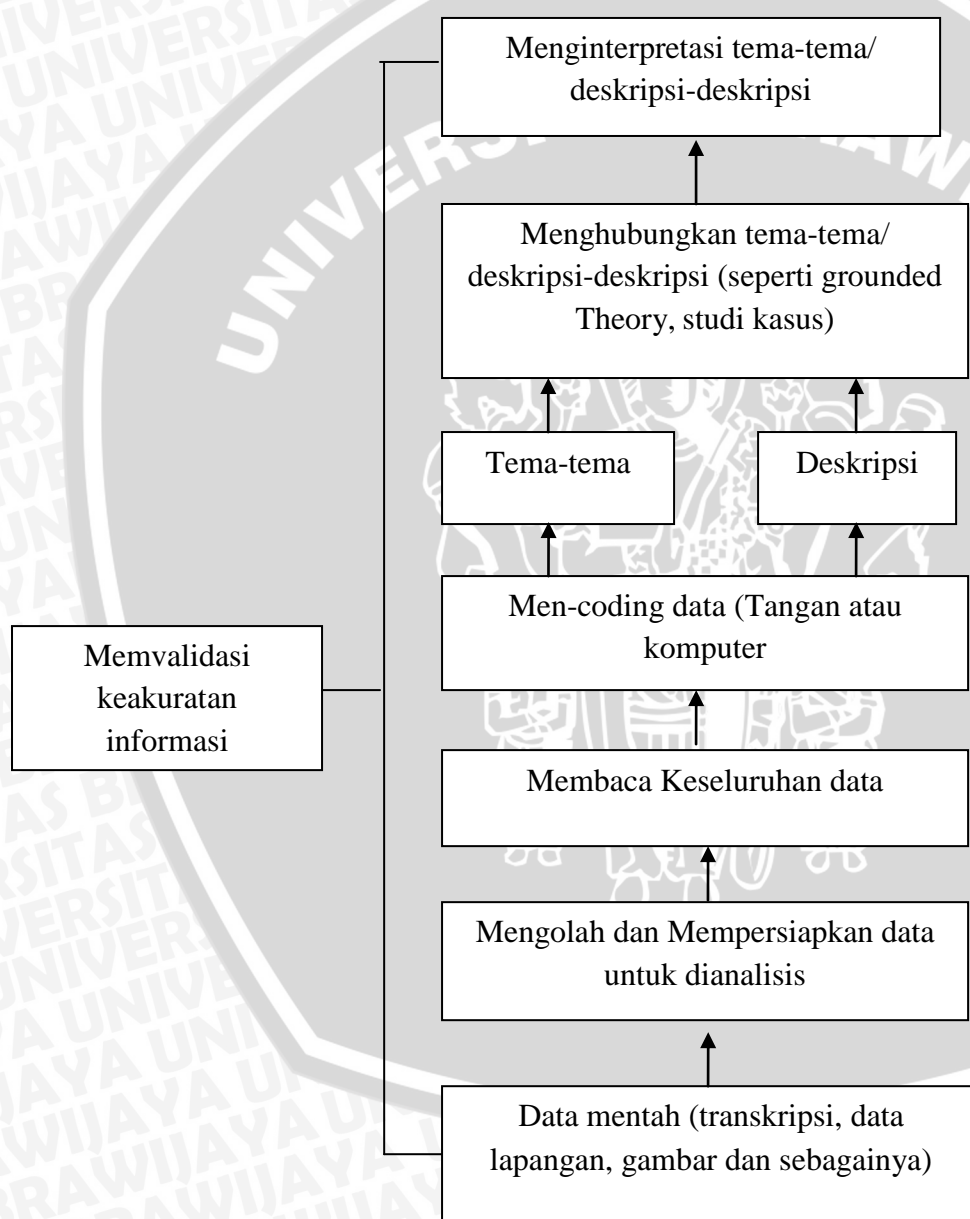 Menginterpretasi tema-tema/
deskripsi-deskripsi
Menghubungkan tema-tema/
deskripsi-deskripsi (seperti grounded
Theory, studi kasus)
Tema-tema
Deskripsi
Men-coding data (Tangan atau
komputer
Memvalidasi
keakuratan
informasi
Membaca Keseluruhan data
Mengolah dan Mempersiapkan data
untuk dianalisis
Data mentah (transkripsi, data
lapangan, gambar dan sebagainya)